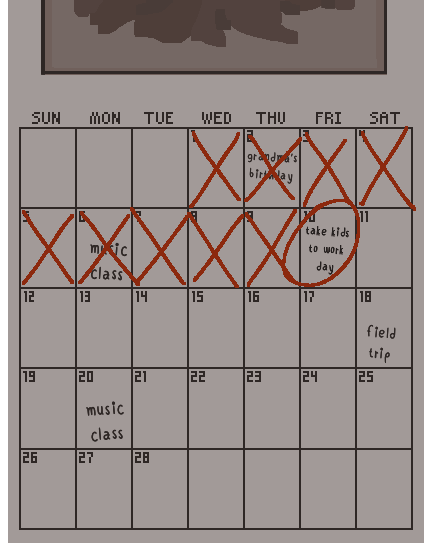 SUN MON TUE WED THU FRI SAT
1 2 3 4
grandma's
birthday
5 6 7 8 9 10 11
music
class
take kids
to work
day
12 13 14 15 16 17 18
field
trip
19 20 21 22 23 24 25
music
class
26 27 28